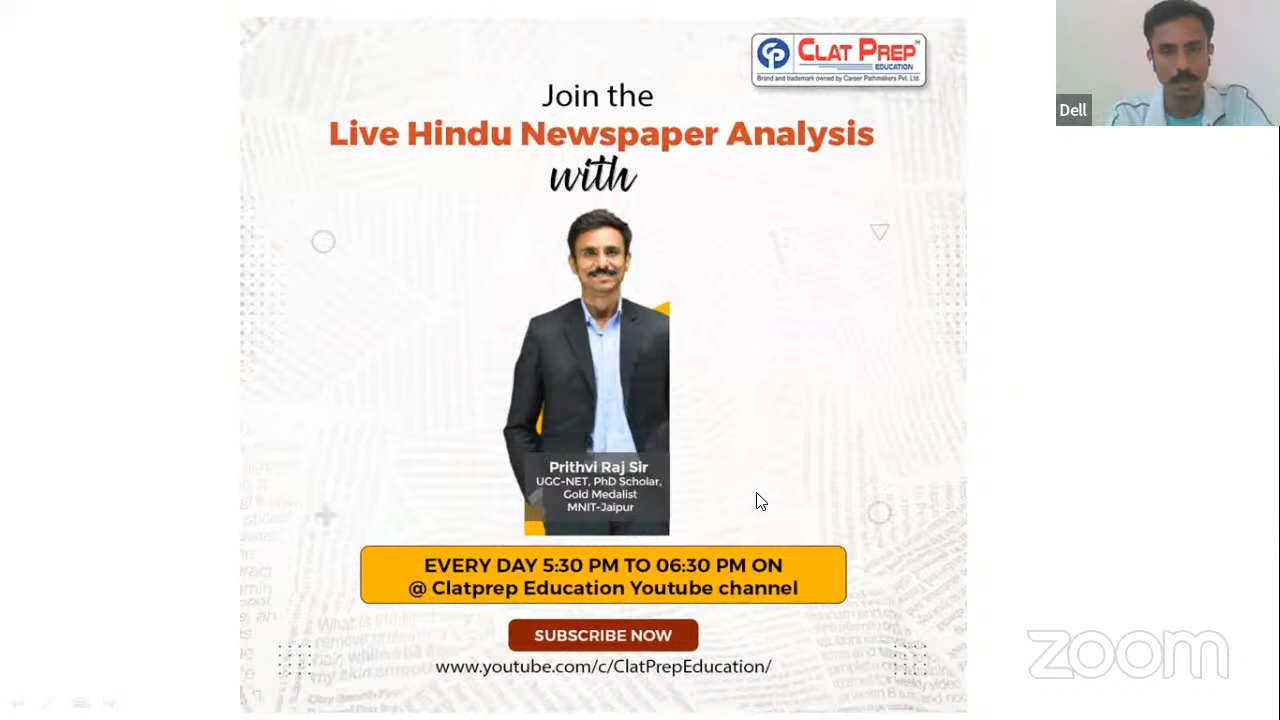 CP CLAT PREP
EDUCATION
Brand and trademark owned by Career Pathmakers Pvt. Ltd.
Dell
Join the
Live Hindu Newspaper Analysis
with
Prithvi Raj Sir
UGC-NET, PhD Scholar,
Gold Medalist
MNIT-Jaipur
EVERY DAY 5:30 PM TO 06:30 PM ON
@ Clatprep Education Youtube channel
SUBSCRIBE NOW
www.youtube.com/c/ClatPrepEducation/
zoom